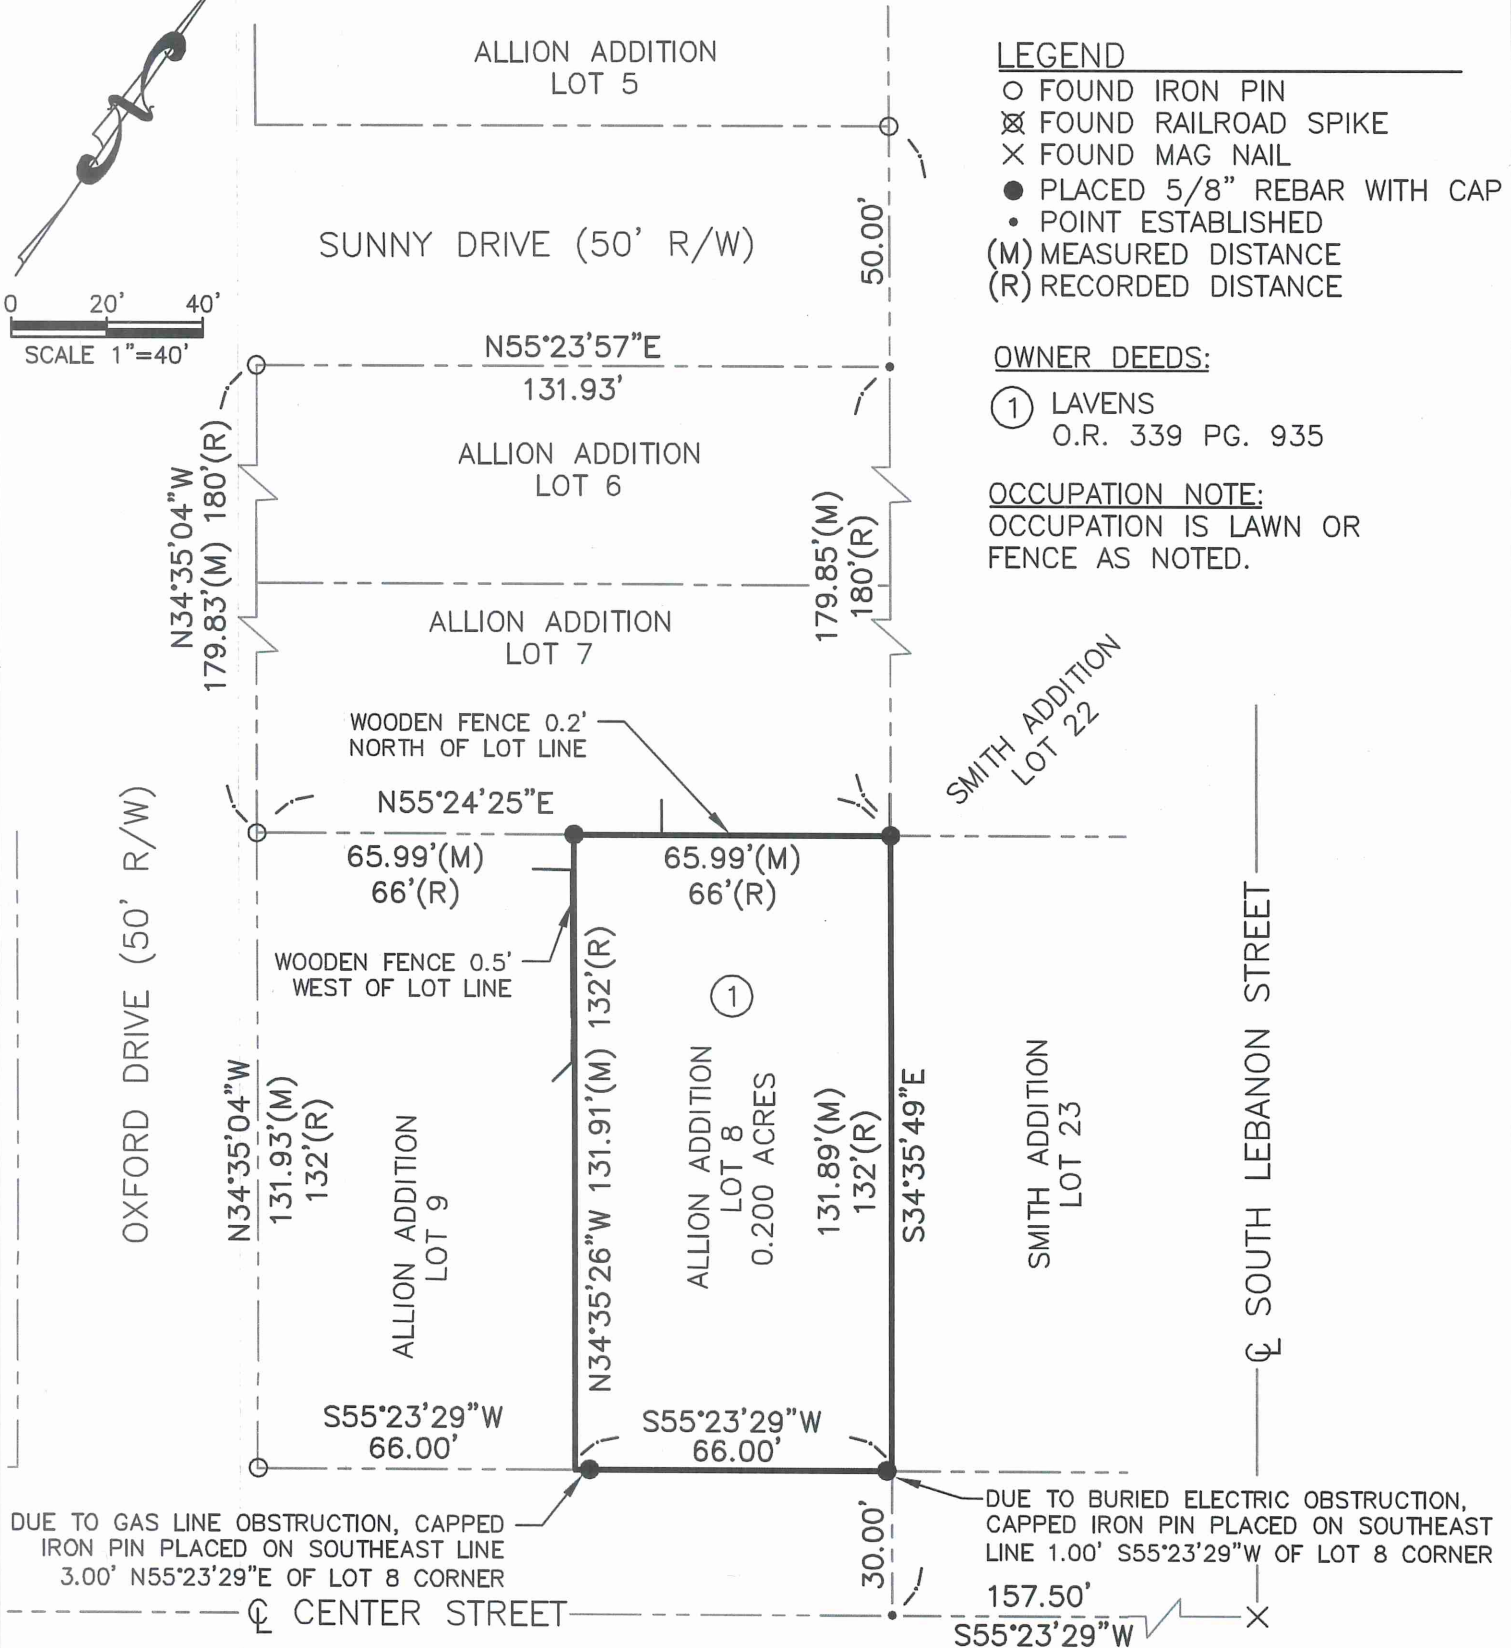 ALLION ADDITION
LOT 5
LEGEND
FOUND IRON PIN
FOUND RAILROAD SPIKE
FOUND MAG NAIL
PLACED 5/8" REBAR WITH CAP
POINT ESTABLISHED
(M) MEASURED DISTANCE
(R) RECORDED DISTANCE
SUNNY DRIVE (50' R/W)
50.00'
0 20' 40'
SCALE 1"=40'
N55°23'57"E
131.93'
OWNER DEEDS:
1 LAVENS
O.R. 339 PG. 935
OCCUPATION NOTE:
OCCUPATION IS LAWN OR
FENCE AS NOTED.
ALLION ADDITION
LOT 6
N34°35'04"W
179.83'(M) 180'(R)
179.85'(M)
180'(R)
ALLION ADDITION
LOT 7
SMITH ADDITION
LOT 22
WOODEN FENCE 0.2'
NORTH OF LOT LINE
N55°24'25"E
65.99'(M)
66'(R)
65.99'(M)
66'(R)
OXFORD DRIVE (50' R/W)
WOODEN FENCE 0.5'
WEST OF LOT LINE
1
N34°35'04"W
131.93'(M)
132'(R)
ALLION ADDITION
LOT 9
N34°35'26"W 131.91'(M) 132'(R)
ALLION ADDITION
LOT 8
0.200 ACRES
131.89'(M)
132'(R)
S34°35'49"E
SMITH ADDITION
LOT 23
℄ SOUTH LEBANON STREET
S55°23'29"W
66.00'
S55°23'29"W
66.00'
DUE TO GAS LINE OBSTRUCTION, CAPPED
IRON PIN PLACED ON SOUTHEAST LINE
3.00' N55°23'29"E OF LOT 8 CORNER
DUE TO BURIED ELECTRIC OBSTRUCTION,
CAPPED IRON PIN PLACED ON SOUTHEAST
LINE 1.00' S55°23'29"W OF LOT 8 CORNER
30.00'
℄ CENTER STREET
157.50'
S55°23'29"W